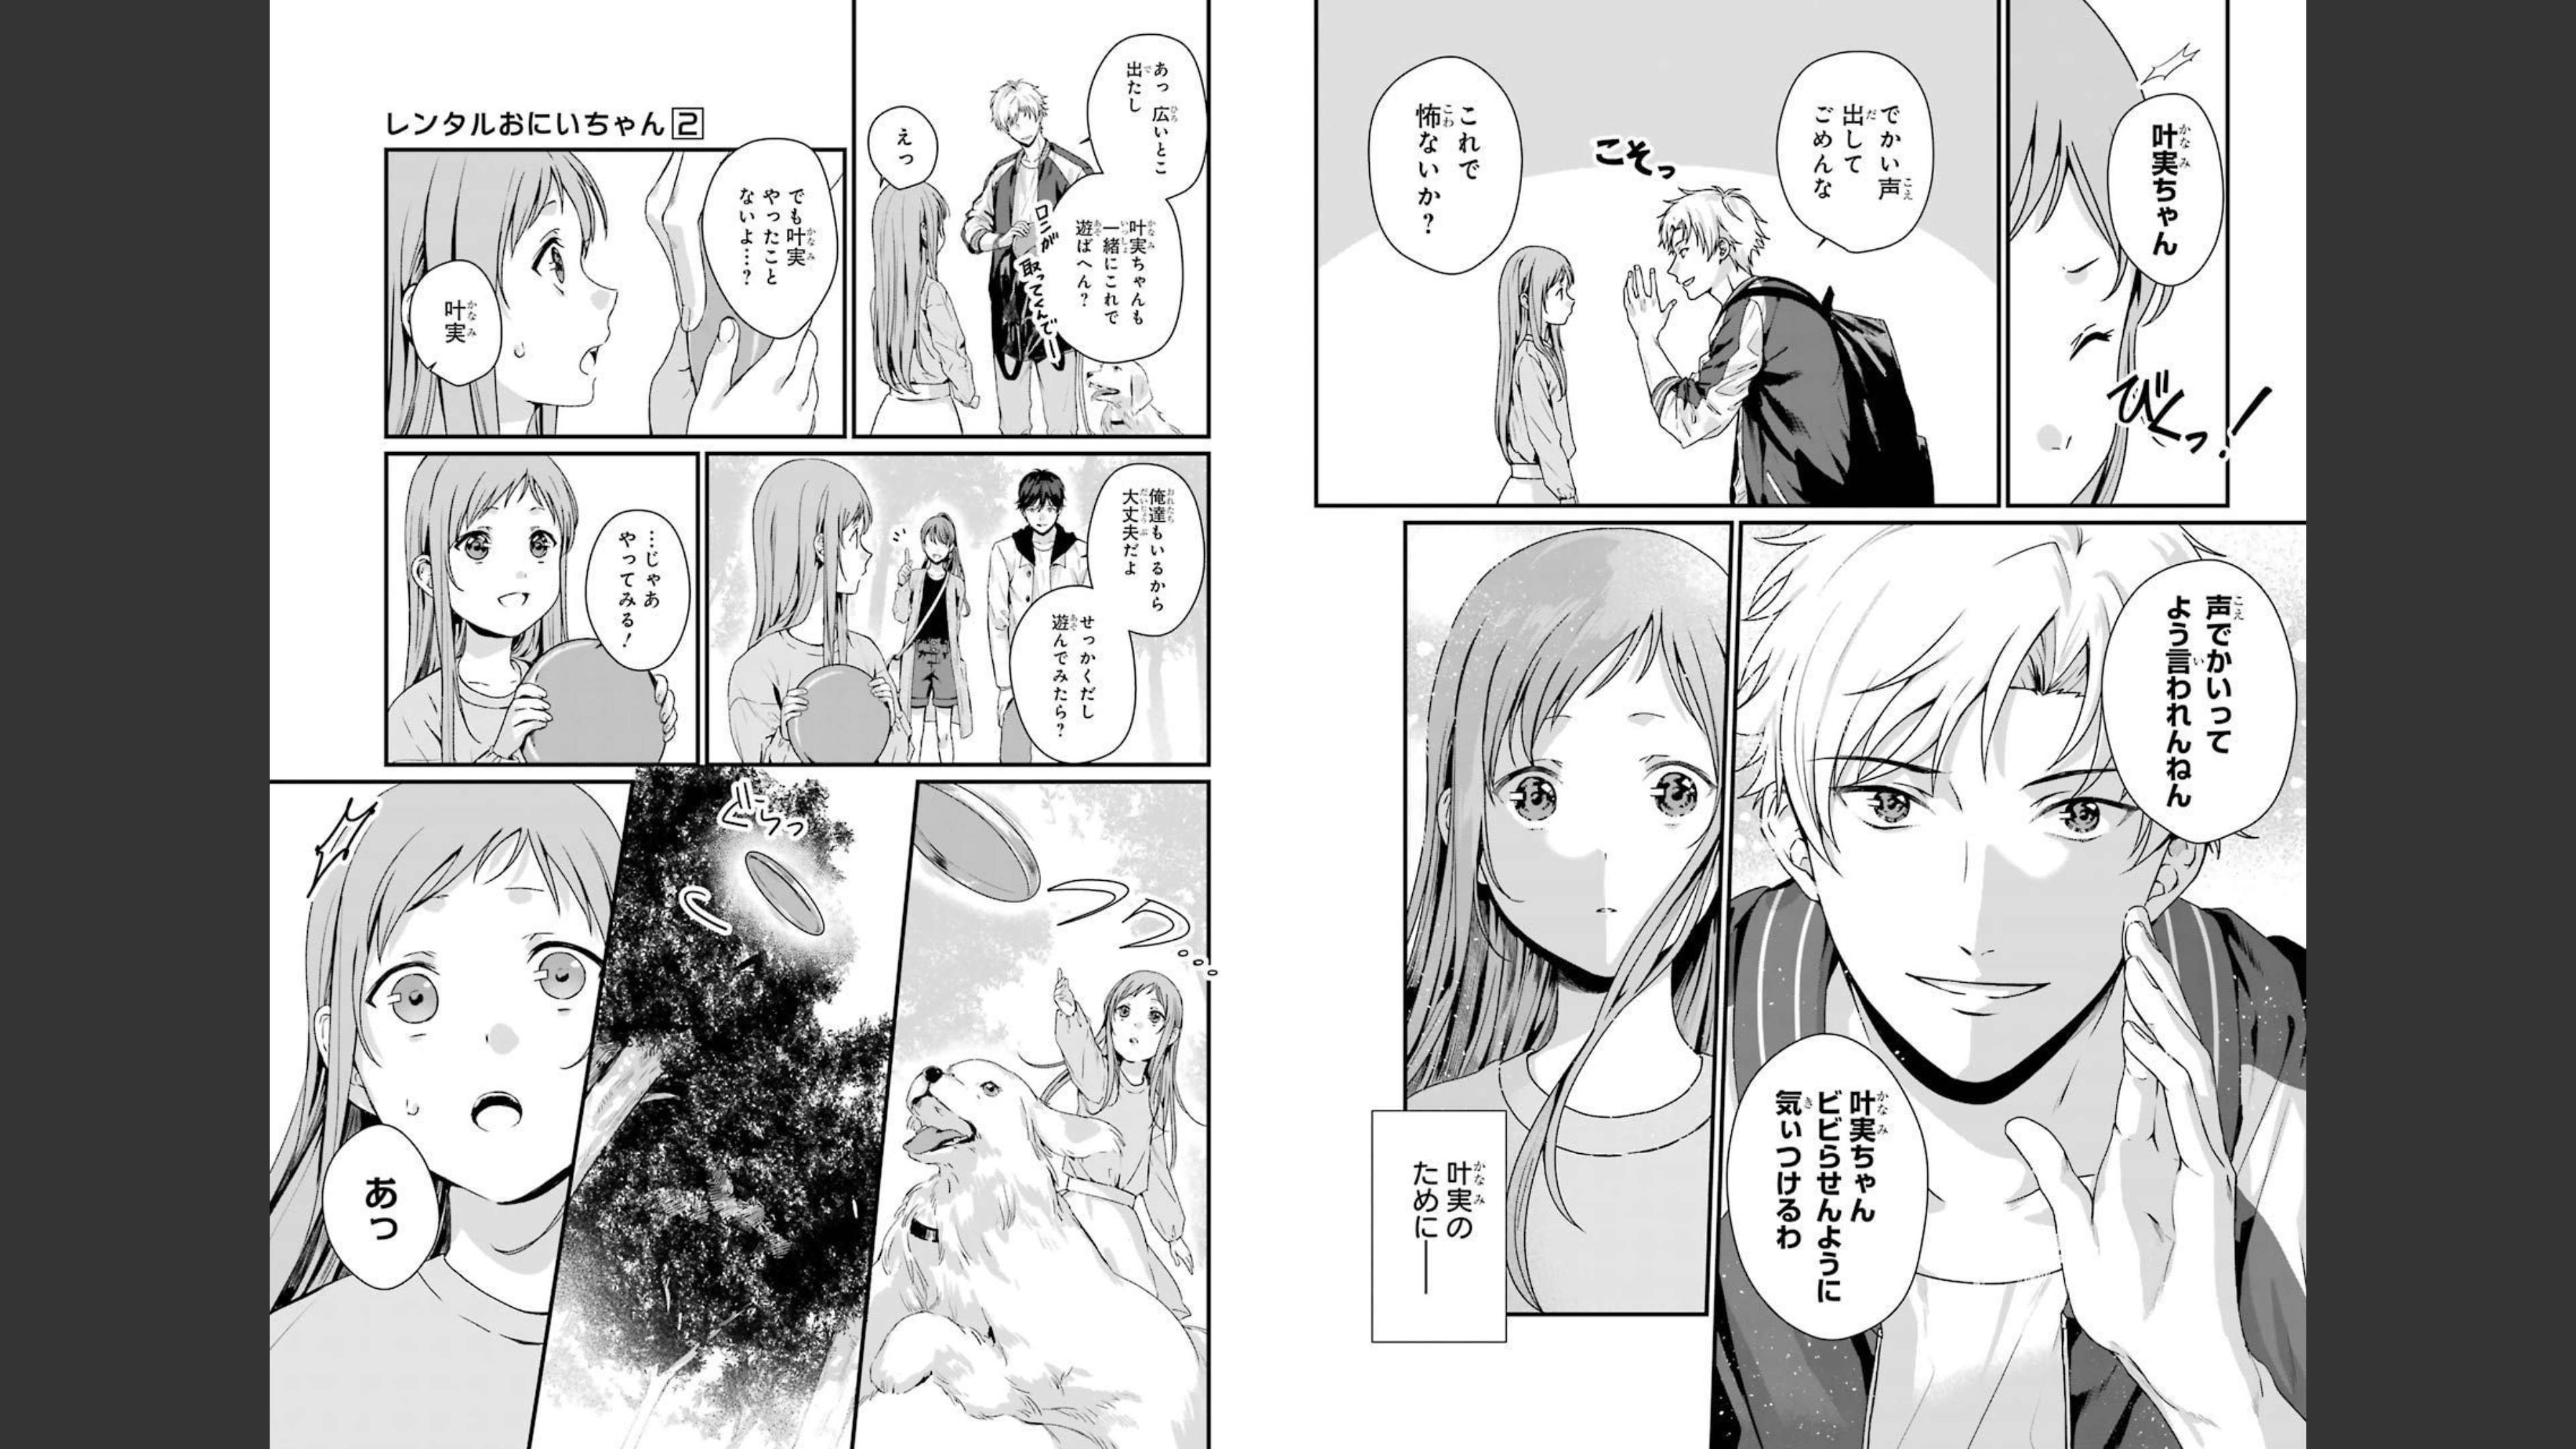 叶実ちゃん
びくっ!
でかい声
出して
ごめんな
こそっ
これで
怖ないか?
声でかいって
よう言われんねん
叶実ちゃん
ビビらせんように
気ぃつけるわ
叶実の
ために――
あっ 広いとこ
出たし
叶実ちゃんも
一緒にこれで
遊ばへん?
ロニが
取ってくんで―
えっ
レンタルおにいちゃん2
でも叶実
やったこと
ないよ…?
叶実
俺達もいるから
大丈夫だよ
せっかくだし
遊んでみたら?
…じゃあ
やってみる!
フワ…
ぐらっ
あっ